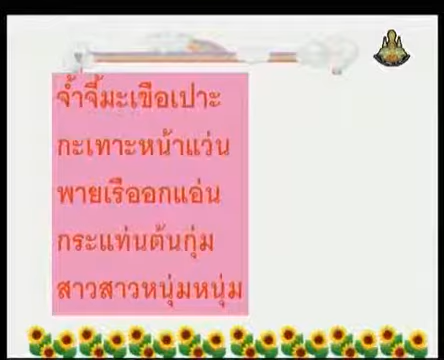 จ้ำจี้มะเขือเปาะ
กะเทาะหน้าแว่น
พายเรืออกแอ่น
กระแท่นต้นกุ่ม
สาวสาวหนุ่มหนุ่ม